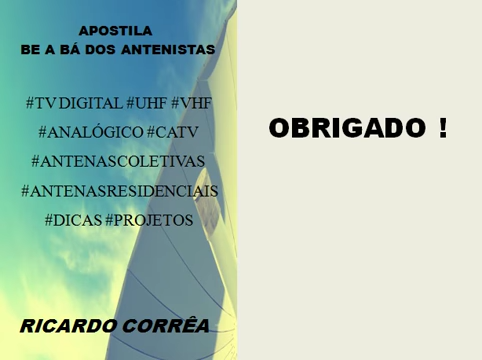 APOSTILA
BE A BÁ DOS ANTENISTAS
#TV DIGITAL #UHF #VHF
#ANALÓGICO #CATV
#ANTENASCOLETIVAS
#ANTENASRESIDENCIAIS
#DICAS #PROJETOS
RICARDO CORRÊA
OBRIGADO !